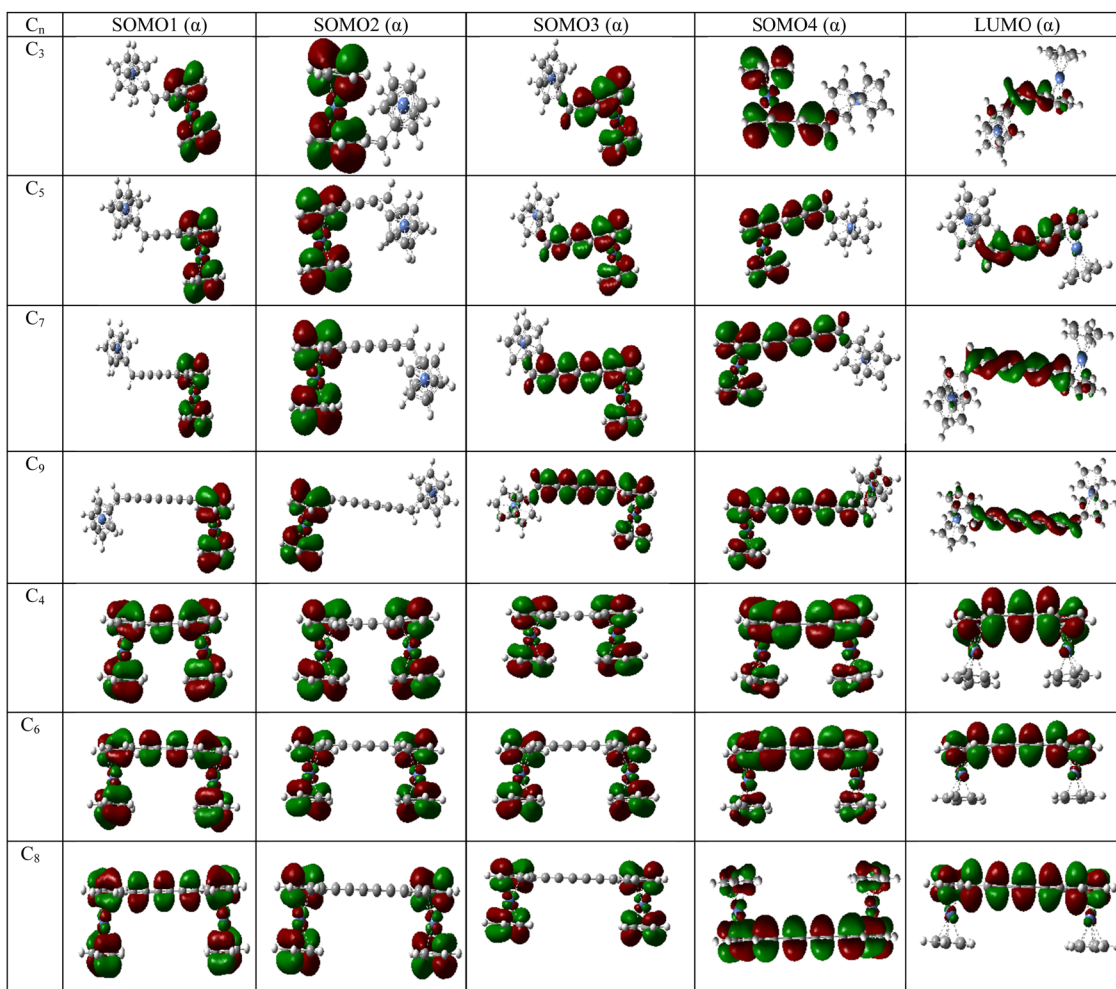 Cₙ SOMO1 (α) SOMO2 (α) SOMO3 (α) SOMO4 (α) LUMO (α)
C₃
C₅
C₇
C₉
C₄
C₆
C₈